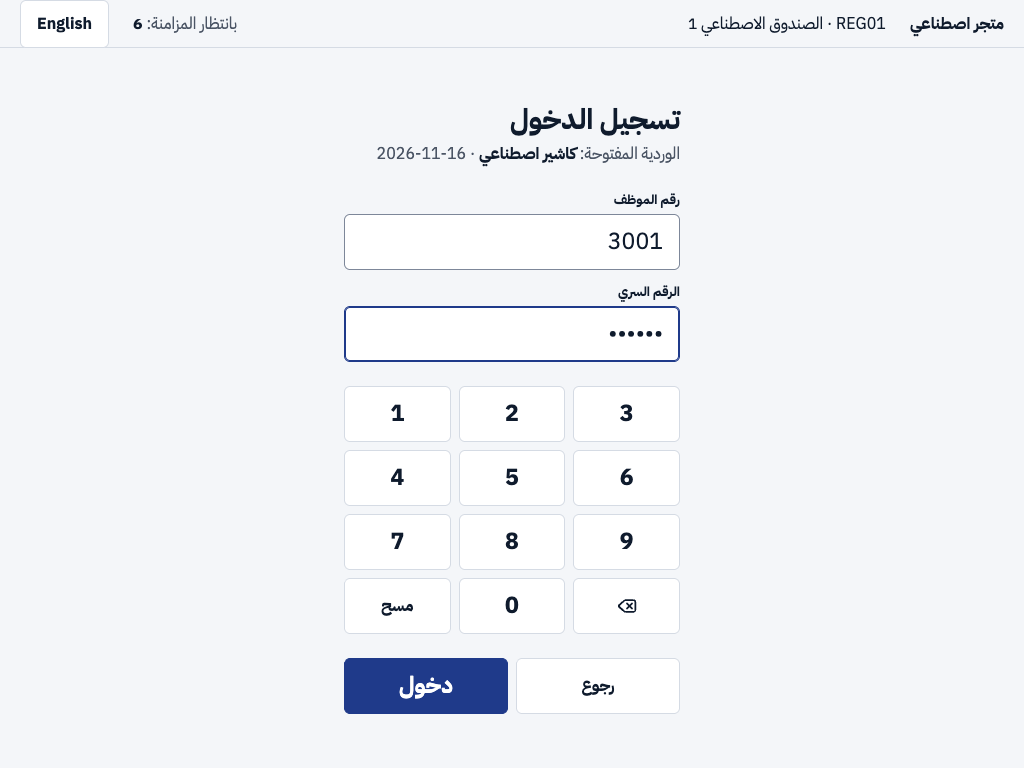 متجر اصطناعي
REG01 · الصندوق الاصطناعي 1
بانتظار المزامنة: 6
English
تسجيل الدخول
الوردية المفتوحة: كاشير اصطناعي · 16-11-2026
رقم الموظف
3001
الرقم السري
••••••
1 2 3
4 5 6
7 8 9
مسح 0
رجوع
دخول